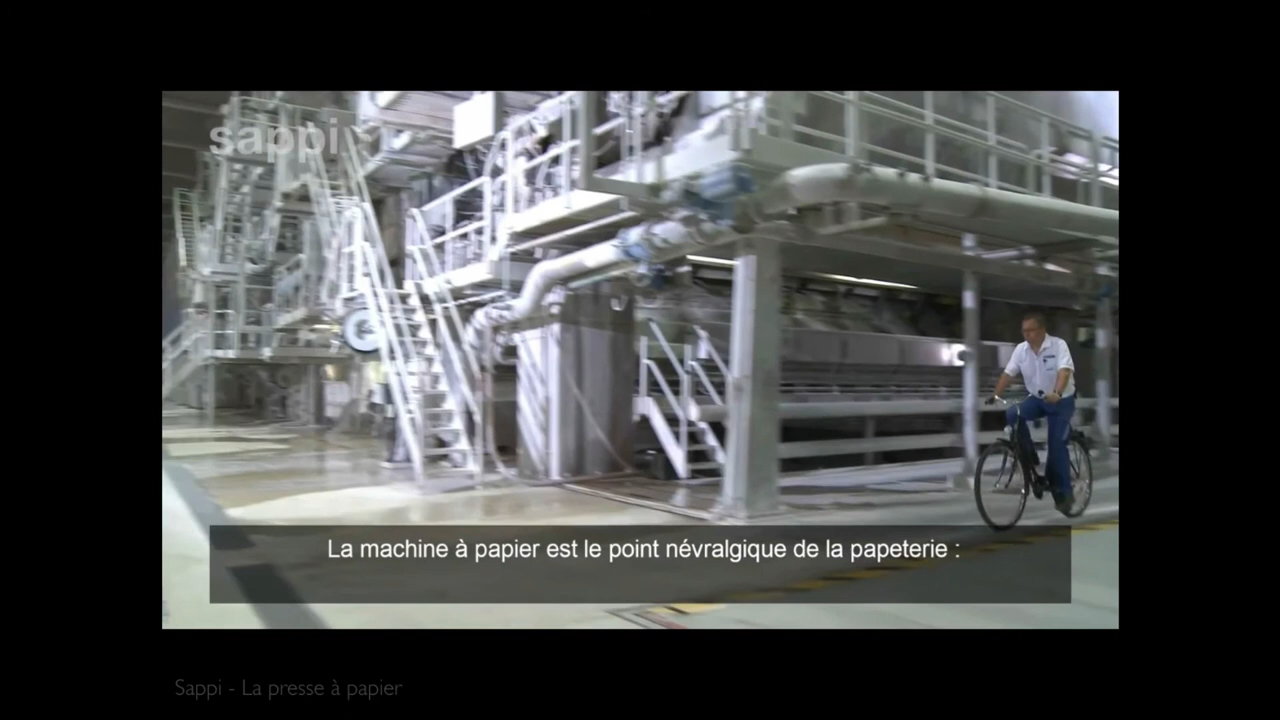 sappi
La machine à papier est le point névralgique de la papeterie :
Sappi - La presse à papier